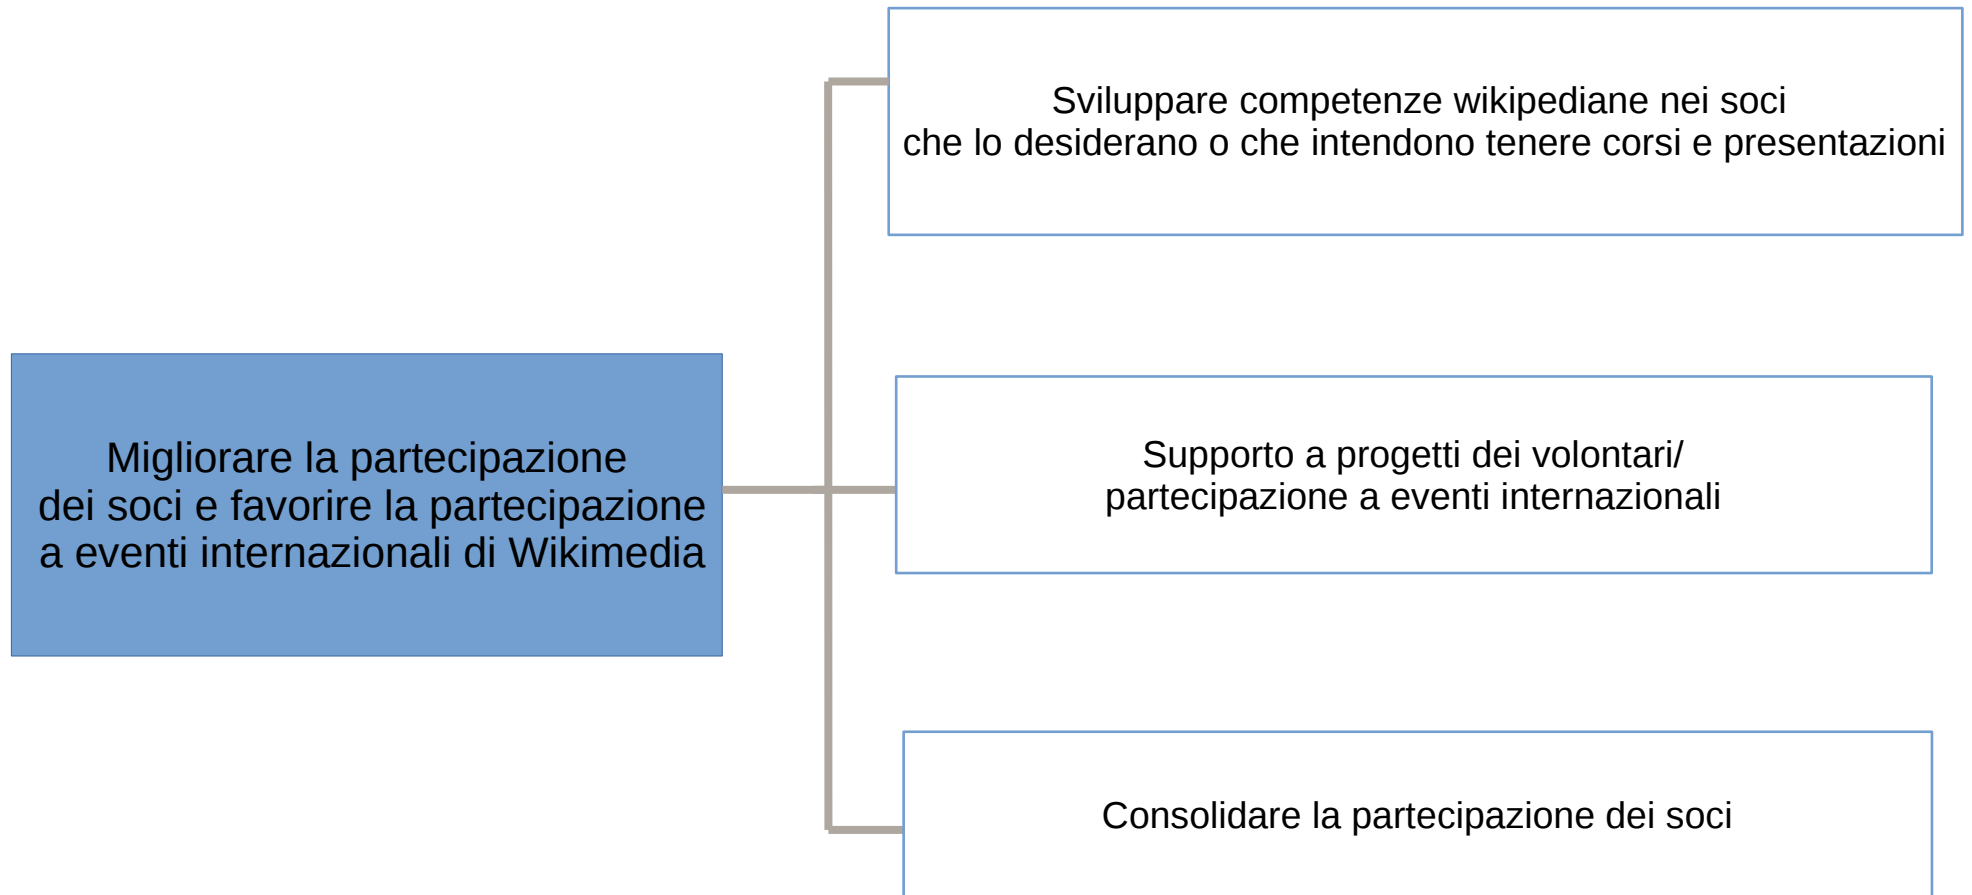 Sviluppare competenze wikipediane nei soci
che lo desiderano o che intendono tenere corsi e presentazioni
Migliorare la partecipazione
dei soci e favorire la partecipazione
a eventi internazionali di Wikimedia
Supporto a progetti dei volontari/
partecipazione a eventi internazionali
Consolidare la partecipazione dei soci